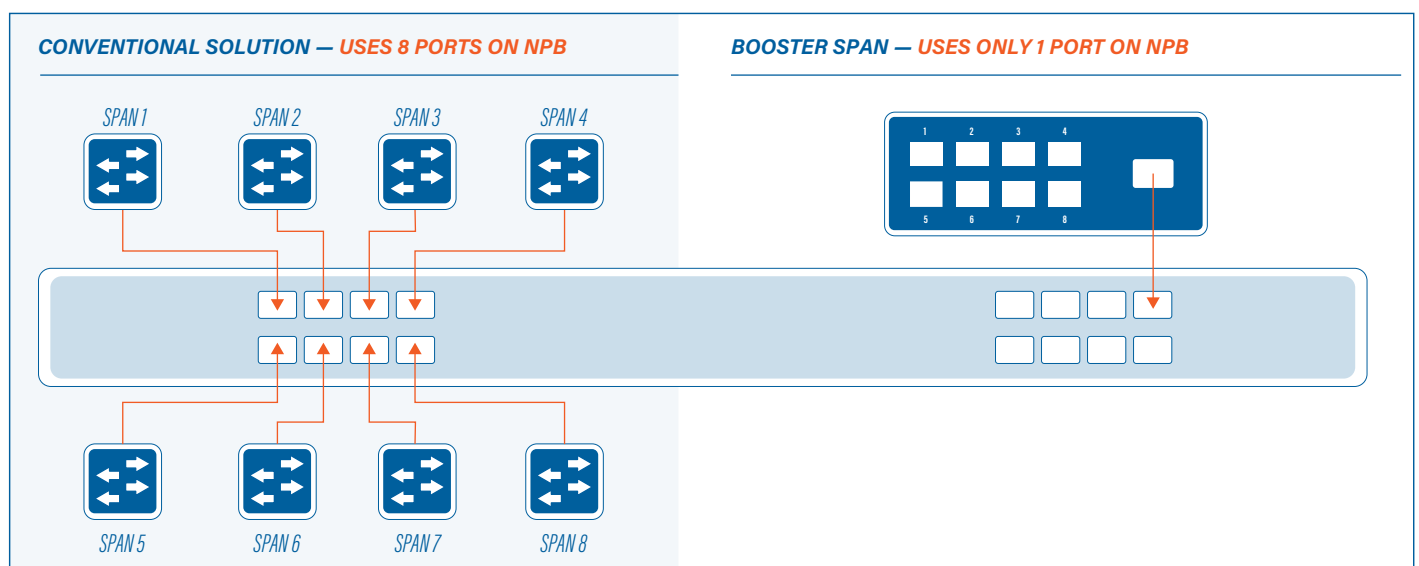 CONVENTIONAL SOLUTION — USES 8 PORTS ON NPB
SPAN 1 SPAN 2 SPAN 3 SPAN 4
SPAN 5 SPAN 6 SPAN 7 SPAN 8
BOOSTER SPAN — USES ONLY 1 PORT ON NPB
1 2 3 4
5 6 7 8